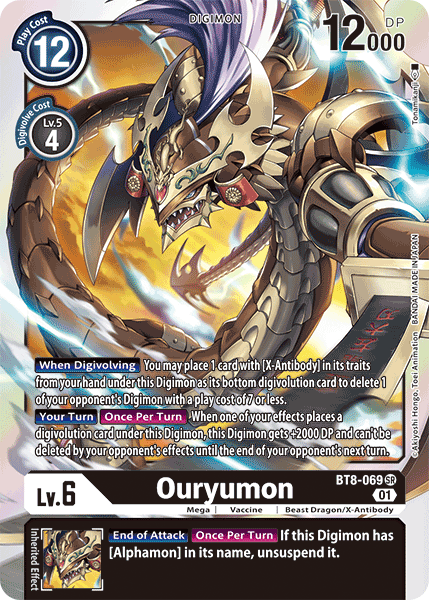 Play Cost
12
DIGIMON
DP
12000
Digivolve Cost
Lv.5
4
Tonamikanji
BANDAI MADE IN JAPAN
©Akiyoshi Hongo, Toei Animation
When Digivolving You may place 1 card with [X-Antibody] in its traits
from your hand under this Digimon as its bottom digivolution card to delete 1
of your opponent's Digimon with a play cost of 7 or less.
Your Turn Once Per Turn When one of your effects places a
digivolution card under this Digimon, this Digimon gets +2000 DP and can't be
deleted by your opponent's effects until the end of your opponent's next turn.
BT8-069 SR
Lv.6
Ouryumon
01
Mega | Vaccine | Beast Dragon/X-Antibody
Inherited Effect
End of Attack Once Per Turn If this Digimon has
[Alphamon] in its name, unsuspend it.